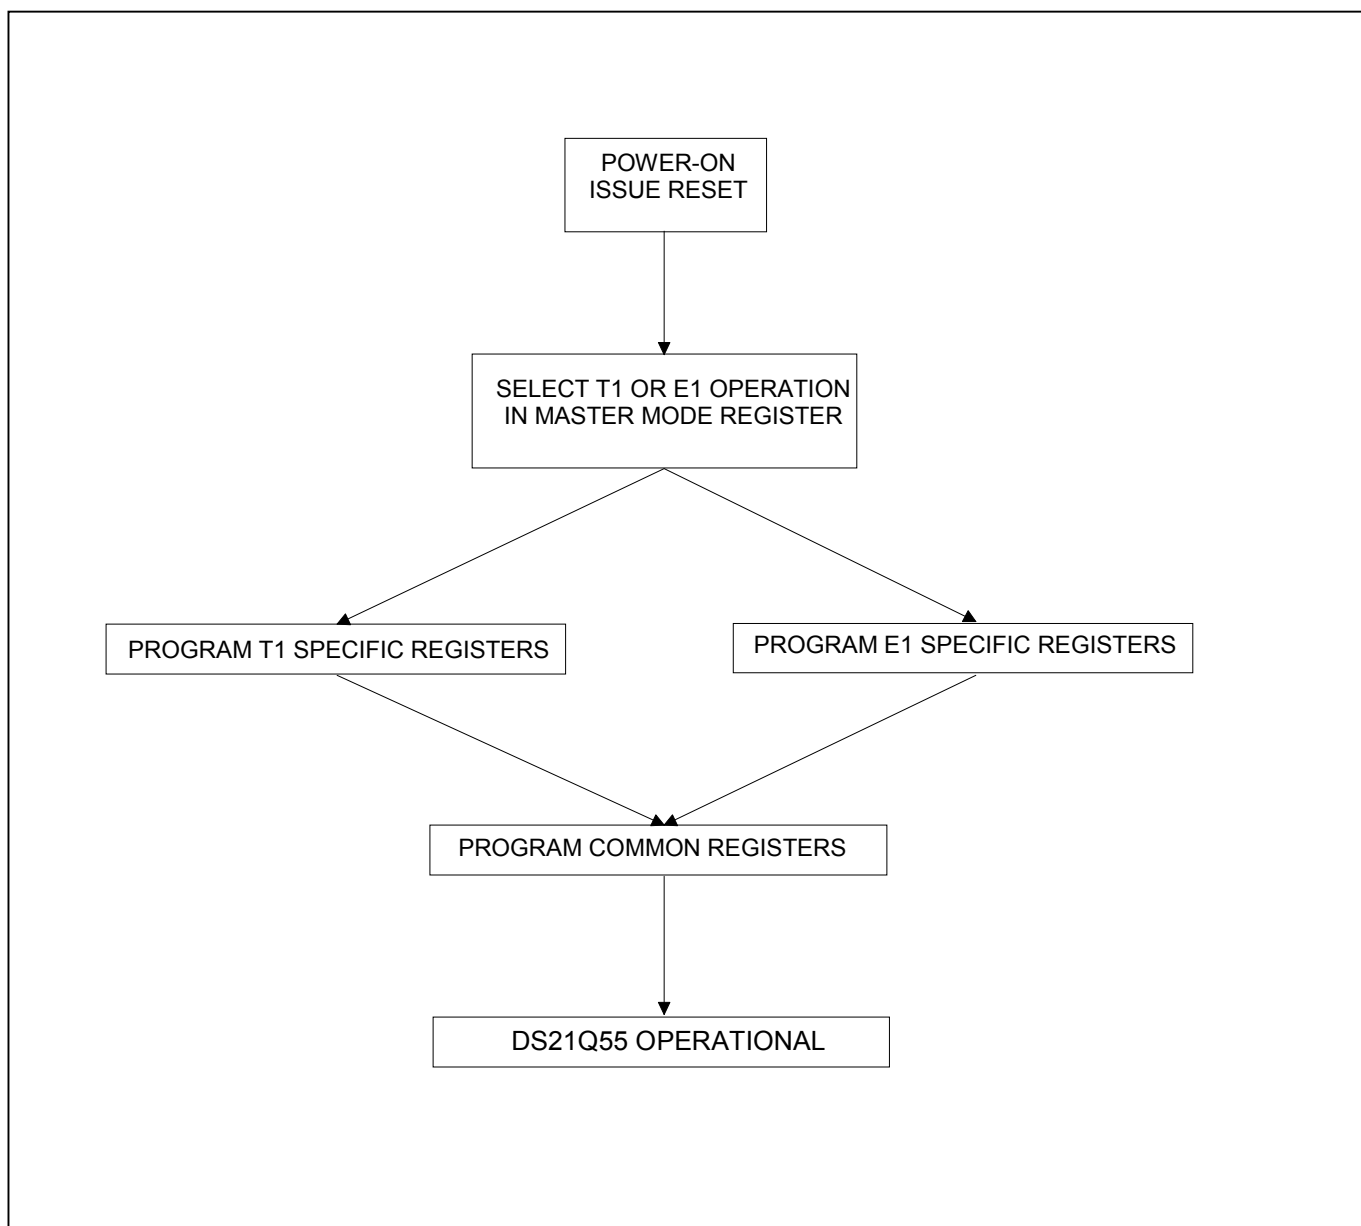 POWER-ON
ISSUE RESET
SELECT T1 OR E1 OPERATION
IN MASTER MODE REGISTER
PROGRAM T1 SPECIFIC REGISTERS
PROGRAM E1 SPECIFIC REGISTERS
PROGRAM COMMON REGISTERS
DS21Q55 OPERATIONAL